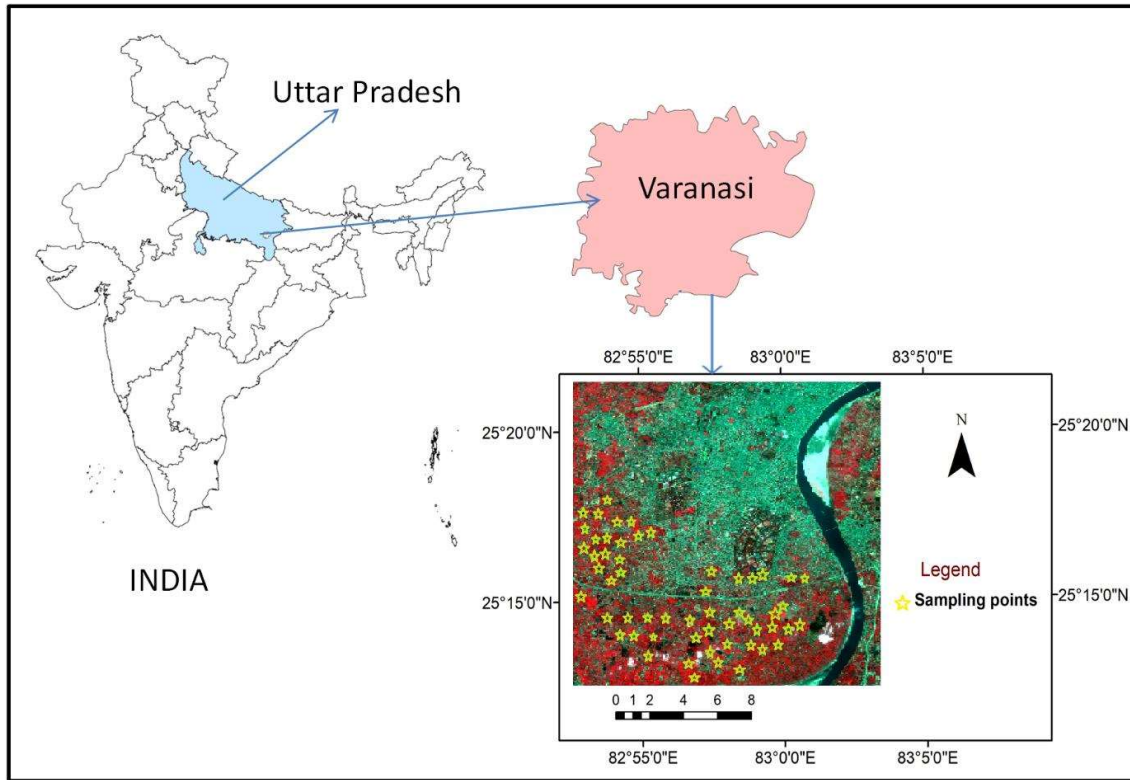 Uttar Pradesh
Varanasi
INDIA
82°55'0"E 83°0'0"E 83°5'0"E
25°20'0"N 25°20'0"N
N
Legend
Sampling points
25°15'0"N 25°15'0"N
0 1 2 4 6 8
82°55'0"E 83°0'0"E 83°5'0"E